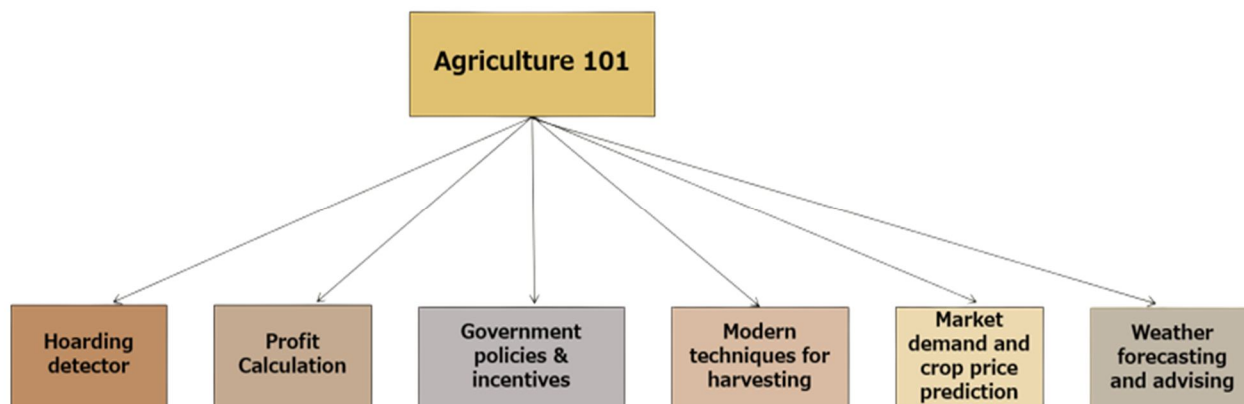 Agriculture 101
Hoarding
detector
Profit
Calculation
Government
policies &
incentives
Modern
techniques for
harvesting
Market
demand and
crop price
prediction
Weather
forecasting
and advising